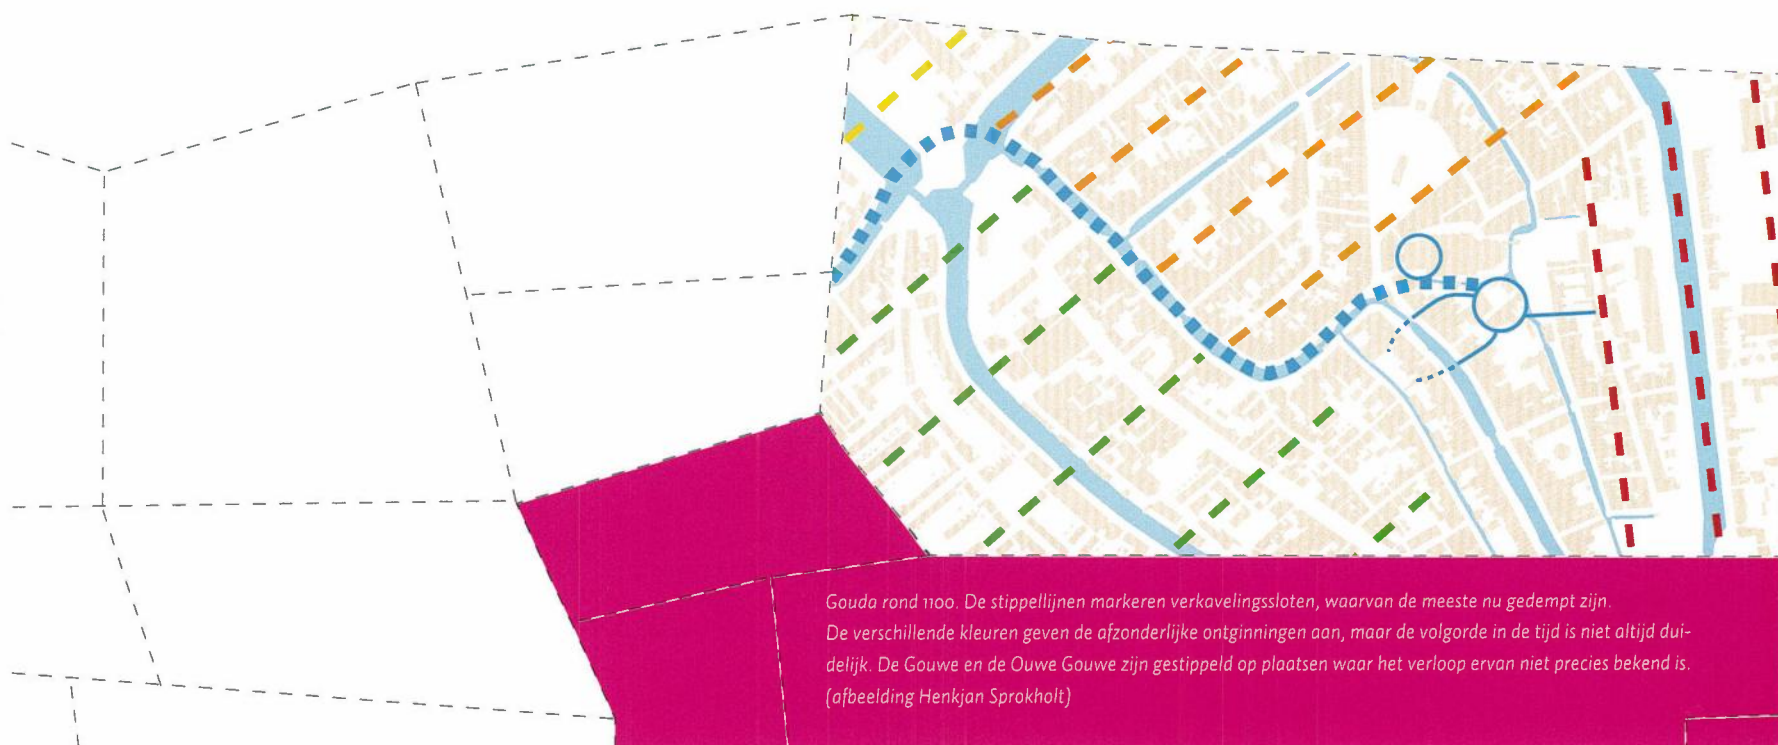 Gouda rond 1100. De stippellijnen markeren verkavelingssloten, waarvan de meeste nu gedempt zijn.
De verschillende kleuren geven de afzonderlijke ontginningen aan, maar de volgorde in de tijd is niet altijd dui-
delijk. De Gouwe en de Ouwe Gouwe zijn gestippeld op plaatsen waar het verloop ervan niet precies bekend is.
(afbeelding Henkjan Sprokholt)